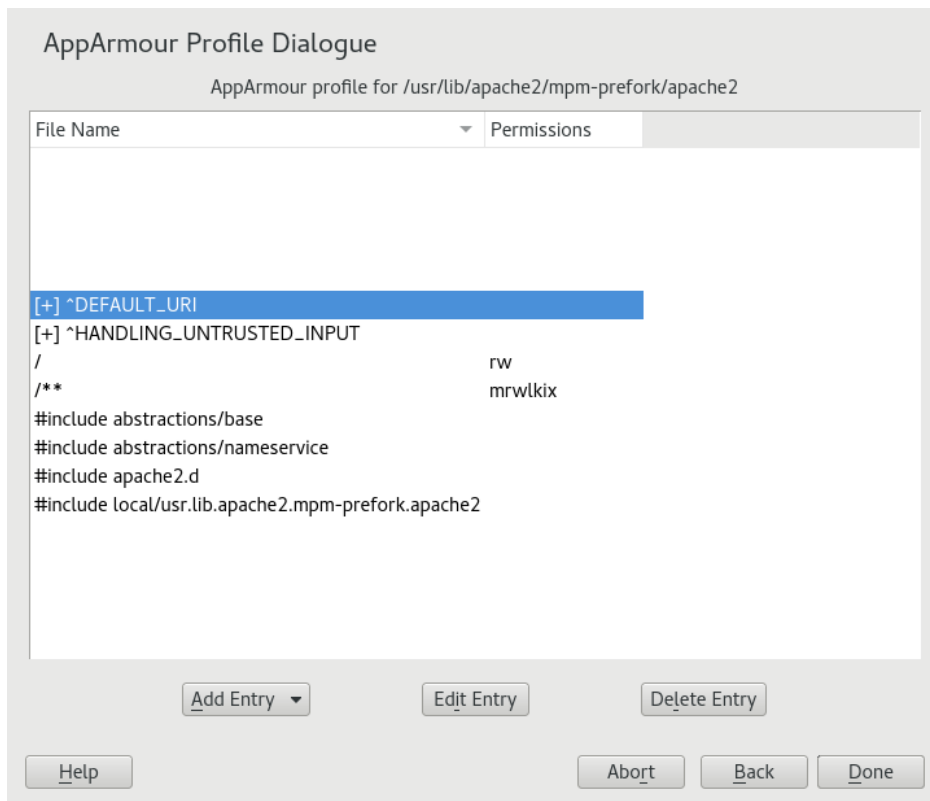 AppArmour Profile Dialogue
AppArmour profile for /usr/lib/apache2/mpm-prefork/apache2
File Name Permissions
[+] ^DEFAULT_URI
[+] ^HANDLING_UNTRUSTED_INPUT
/ rw
/** mrwlkix
#include abstractions/base
#include abstractions/nameservice
#include apache2.d
#include local/usr.lib.apache2.mpm-prefork.apache2
Add Entry Edit Entry Delete Entry
Help Abort Back Done